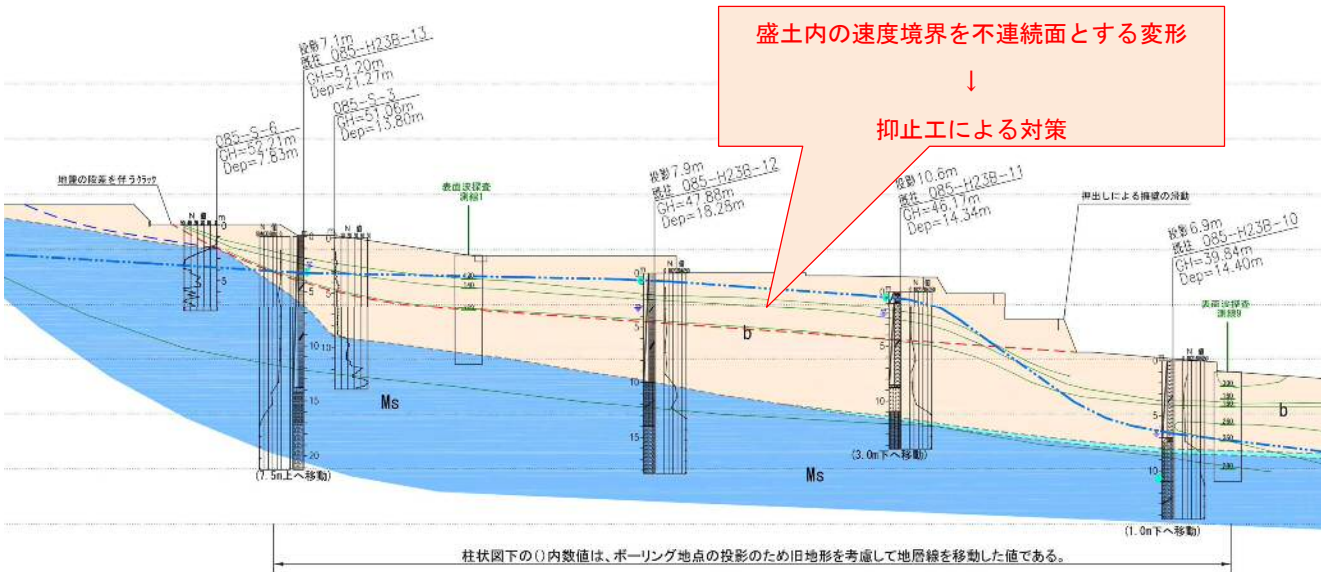 盛土内の速度境界を不連続面とする変形
↓
抑止工による対策
投影7.1m
既往 085-H23B-13
GH=51.20m
Dep=21.27m
085-S-3
GH=51.06m
Dep=13.80m
085-S-6
GH=52.21m
Dep=7.83m
地盤の段差を伴うクラック
表面波探査
測線1
投影7.9m
既往 085-H23B-12
GH=47.88m
Dep=18.28m
投影10.6m
既往 085-H23B-11
GH=46.17m
Dep=14.34m
押出しによる擁壁の滑動
投影6.9m
既往 085-H23B-10
GH=39.84m
Dep=14.40m
表面波探査
測線9
N 値
N 値
N 値
b
b
Ms
Ms
(7.5m上へ移動)
(3.0m下へ移動)
(1.0m下へ移動)
柱状図下の()内数値は、ボーリング地点の投影のため旧地形を考慮して地層線を移動した値である。